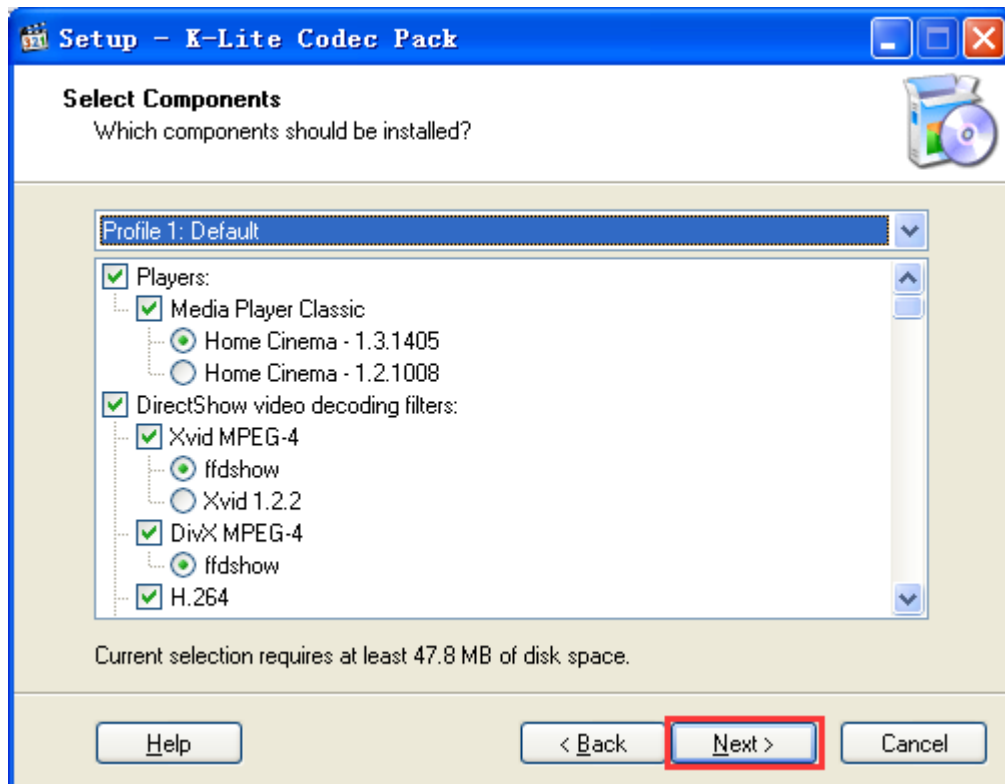 Setup - K-Lite Codec Pack
Select Components
Which components should be installed?
Profile 1: Default
Players:
Media Player Classic
Home Cinema - 1.3.1405
Home Cinema - 1.2.1008
DirectShow video decoding filters:
Xvid MPEG-4
ffdshow
Xvid 1.2.2
DivX MPEG-4
ffdshow
H.264
Current selection requires at least 47.8 MB of disk space.
Help < Back Next > Cancel